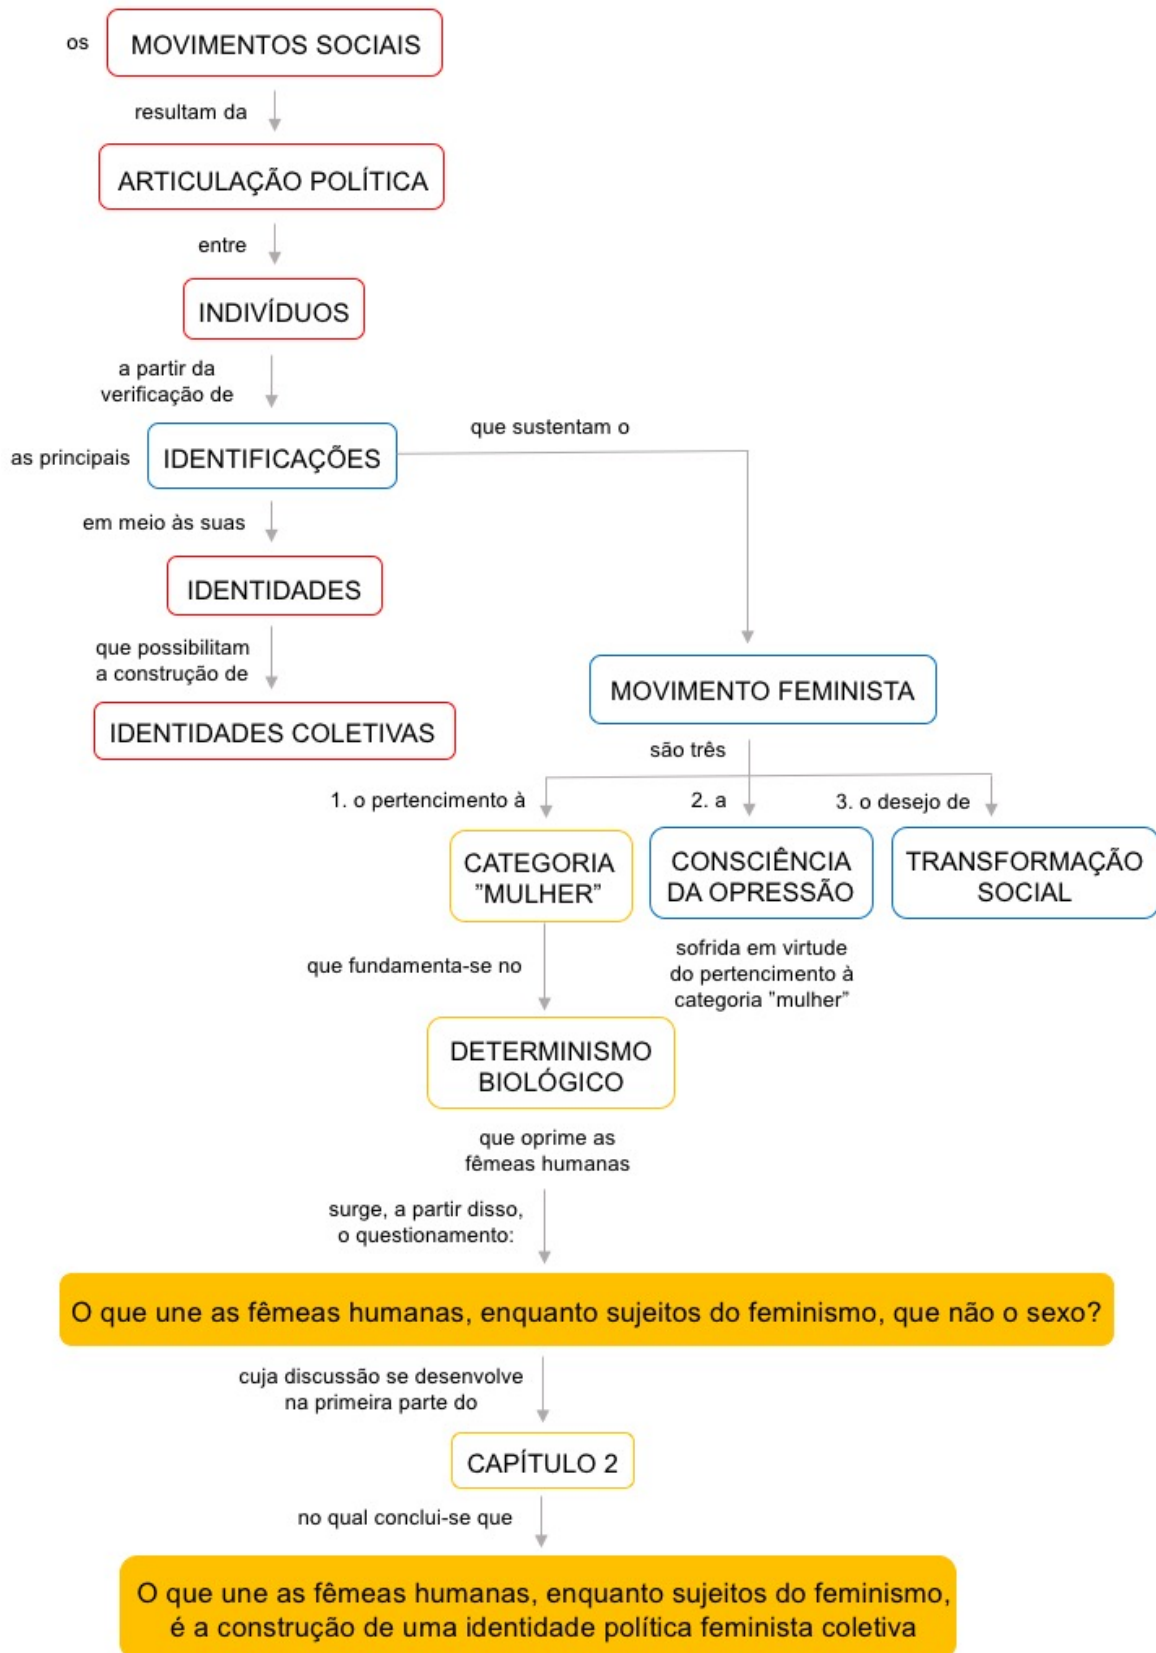 os MOVIMENTOS SOCIAIS
resultam da
ARTICULAÇÃO POLÍTICA
entre
INDIVÍDUOS
a partir da
verificação de
as principais IDENTIFICAÇÕES
que sustentam o
em meio às suas
IDENTIDADES
que possibilitam
a construção de
IDENTIDADES COLETIVAS
MOVIMENTO FEMINISTA
são três
1. o pertencimento à
2. a
3. o desejo de
CATEGORIA
”MULHER”
CONSCIÊNCIA
DA OPRESSÃO
TRANSFORMAÇÃO
SOCIAL
sofrida em virtude
do pertencimento à
categoria ”mulher”
que fundamenta-se no
DETERMINISMO
BIOLÓGICO
que oprime as
fêmeas humanas
surge, a partir disso,
o questionamento:
O que une as fêmeas humanas, enquanto sujeitos do feminismo, que não o sexo?
cuja discussão se desenvolve
na primeira parte do
CAPÍTULO 2
no qual conclui-se que
O que une as fêmeas humanas, enquanto sujeitos do feminismo,
é a construção de uma identidade política feminista coletiva